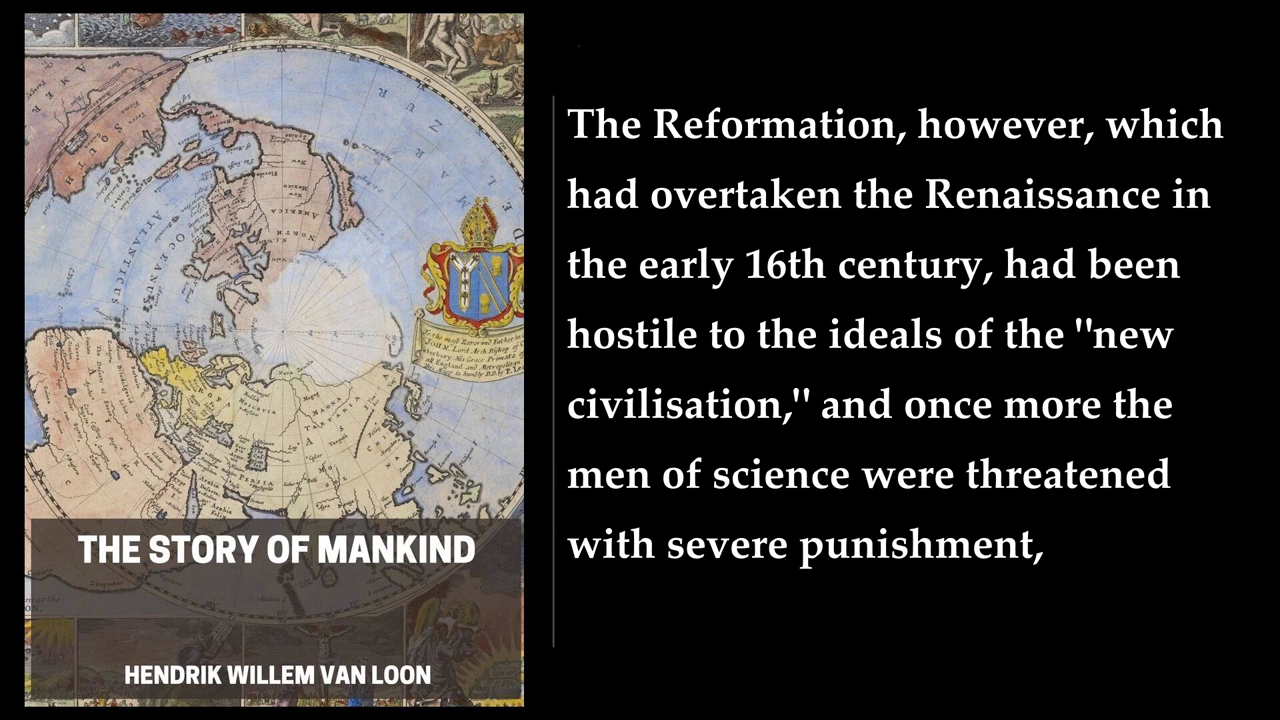 THE STORY OF MANKIND
HENDRIK WILLEM VAN LOON
The Reformation, however, which
had overtaken the Renaissance in
the early 16th century, had been
hostile to the ideals of the "new
civilisation," and once more the
men of science were threatened
with severe punishment,